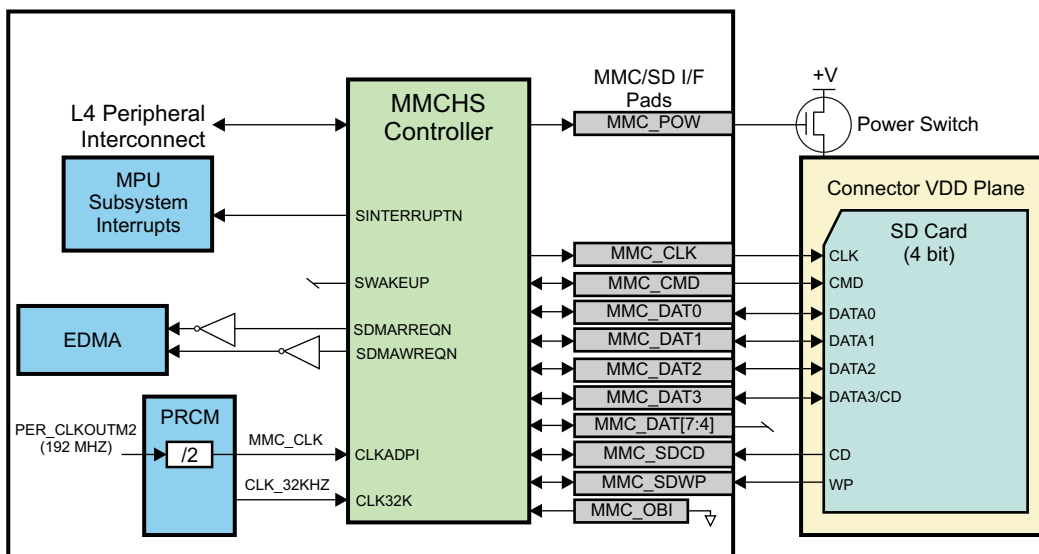 MMC/SD I/F
Pads
+V
MMCHS
Controller
L4 Peripheral
Interconnect
MMC_POW
Power Switch
MPU
Subsystem
Interrupts
Connector VDD Plane
SINTERRUPTN
SD Card
(4 bit)
MMC_CLK
CLK
SWAKEUP
MMC_CMD
CMD
MMC_DAT0
DATA0
EDMA
SDMARREQN
MMC_DAT1
DATA1
SDMAWREQN
MMC_DAT2
DATA2
MMC_DAT3
DATA3/CD
PRCM
PER_CLKOUTM2
(192 MHZ)
/2
MMC_CLK
MMC_DAT[7:4]
CLKADPI
MMC_SDCD
CD
CLK_32KHZ
MMC_SDWP
WP
CLK32K
MMC_OBI